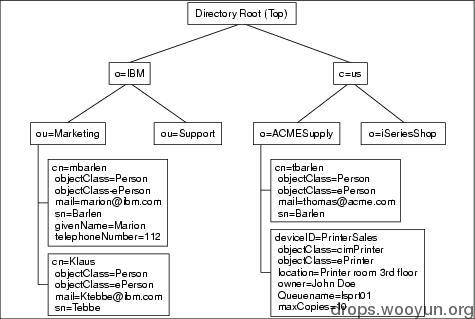 Directory Root (Top)
o=IBM
c=us
ou=Marketing
ou=Support
o=ACMESupply
o=iSeriesShop
cn=mbarlen
objectClass=Person
objectClass=ePerson
mail=marion@ibm.com
sn=Barlen
givenName=Marion
telephoneNumber=112
cn=Klaus
objectClass=Person
objectClass=ePerson
mail=Ktebbe@ibm.com
sn=Tebbe
cn=tbarlen
objectClass=Person
objectClass=ePerson
mail=thomas@acme.com
sn=Barlen
deviceID=PrinterSales
objectClass=cimPrinter
objectClass=ePrinter
location=Printer room 3rd floor
owner=John Doe
Queuename=lsprt01
maxCopies=10
drops.wooyun.org